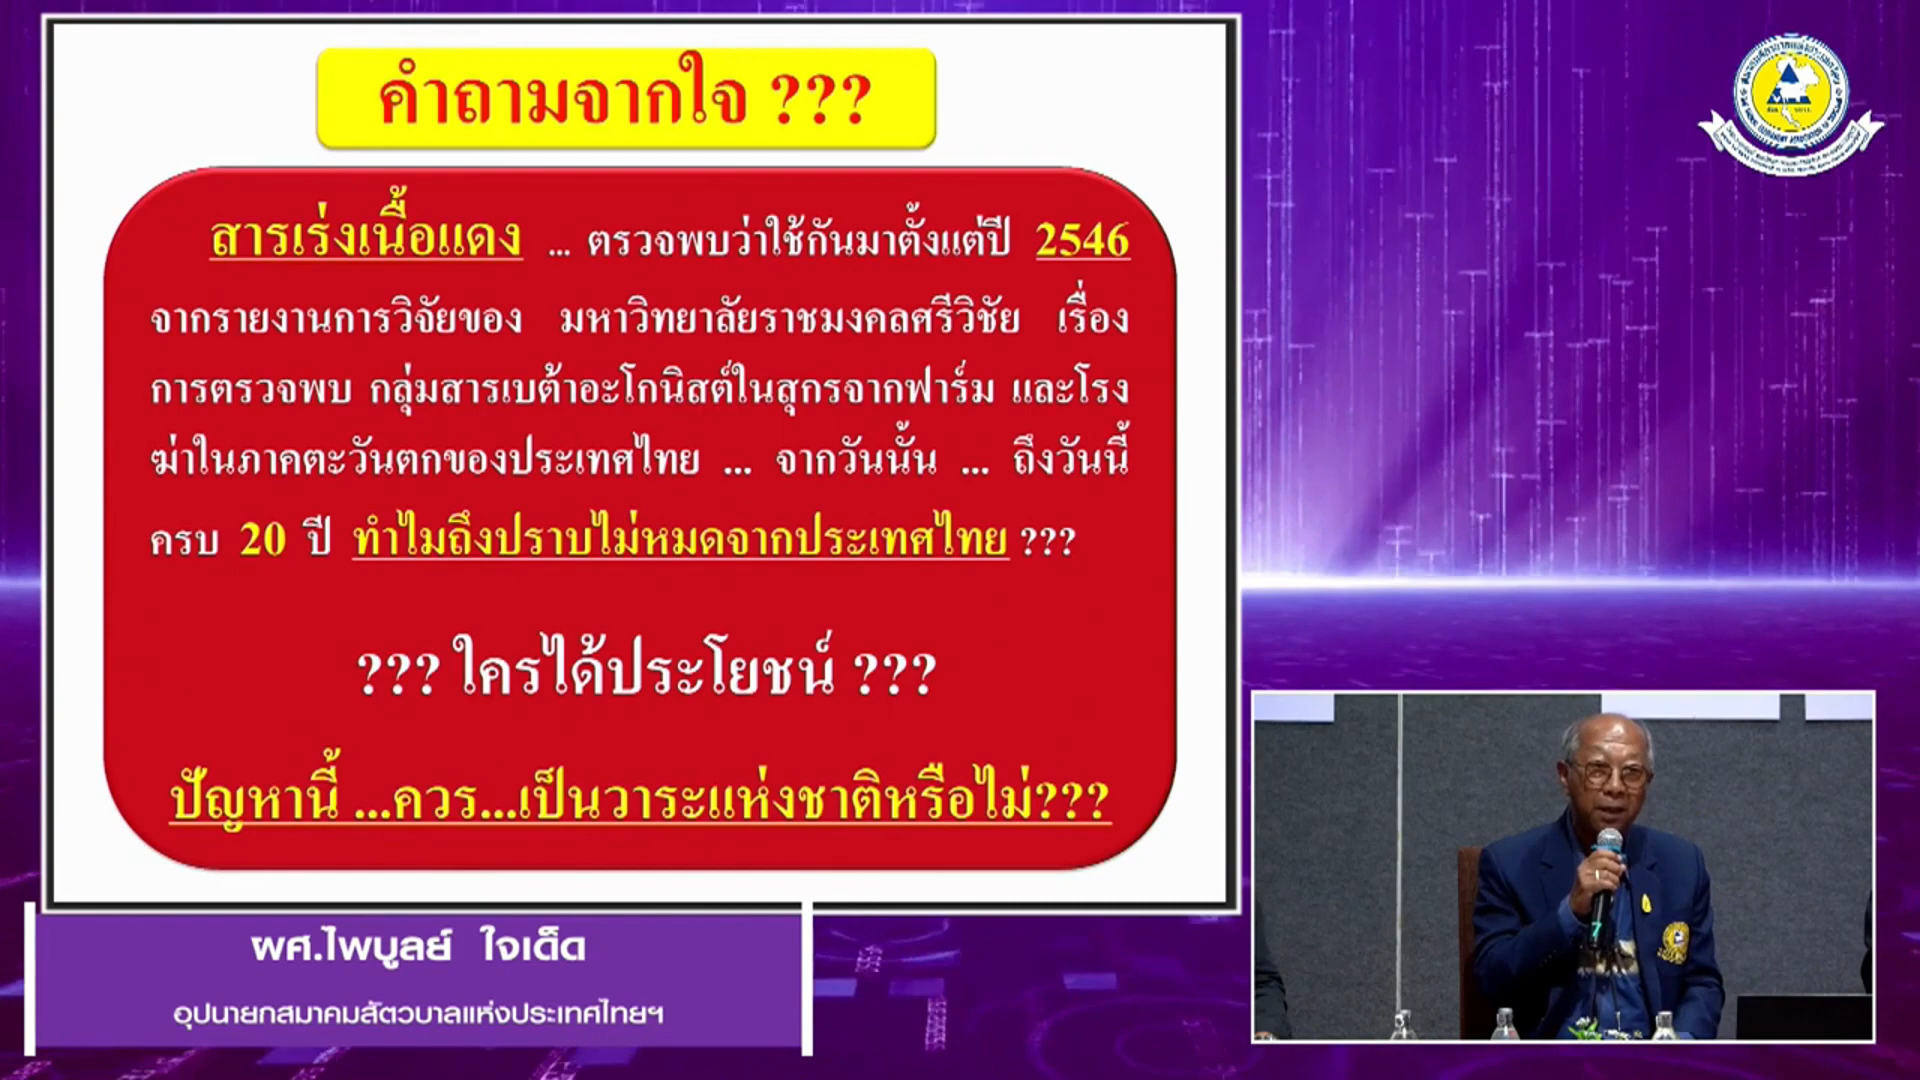 คำถามจากใจ ???
สารเร่งเนื้อแดง ... ตรวจพบว่าใช้กันมาตั้งแต่ปี 2546
จากรายงานการวิจัยของ มหาวิทยาลัยราชมงคลศรีวิชัย เรื่อง
การตรวจพบ กลุ่มสารเบต้าอะโกนิสต์ในสุกรจากฟาร์ม และโรง
ฆ่าในภาคตะวันตกของประเทศไทย ... จากวันนั้น ... ถึงวันนี้
ครบ 20 ปี ทำไมถึงปราบไม่หมดจากประเทศไทย ???
??? ใครได้ประโยชน์ ???
ปัญหานี้ ...ควร...เป็นวาระแห่งชาติหรือไม่???
ผศ.ไพบูลย์ ใจเด็ด
อุปนายกสมาคมสัตวบาลแห่งประเทศไทยฯ
7